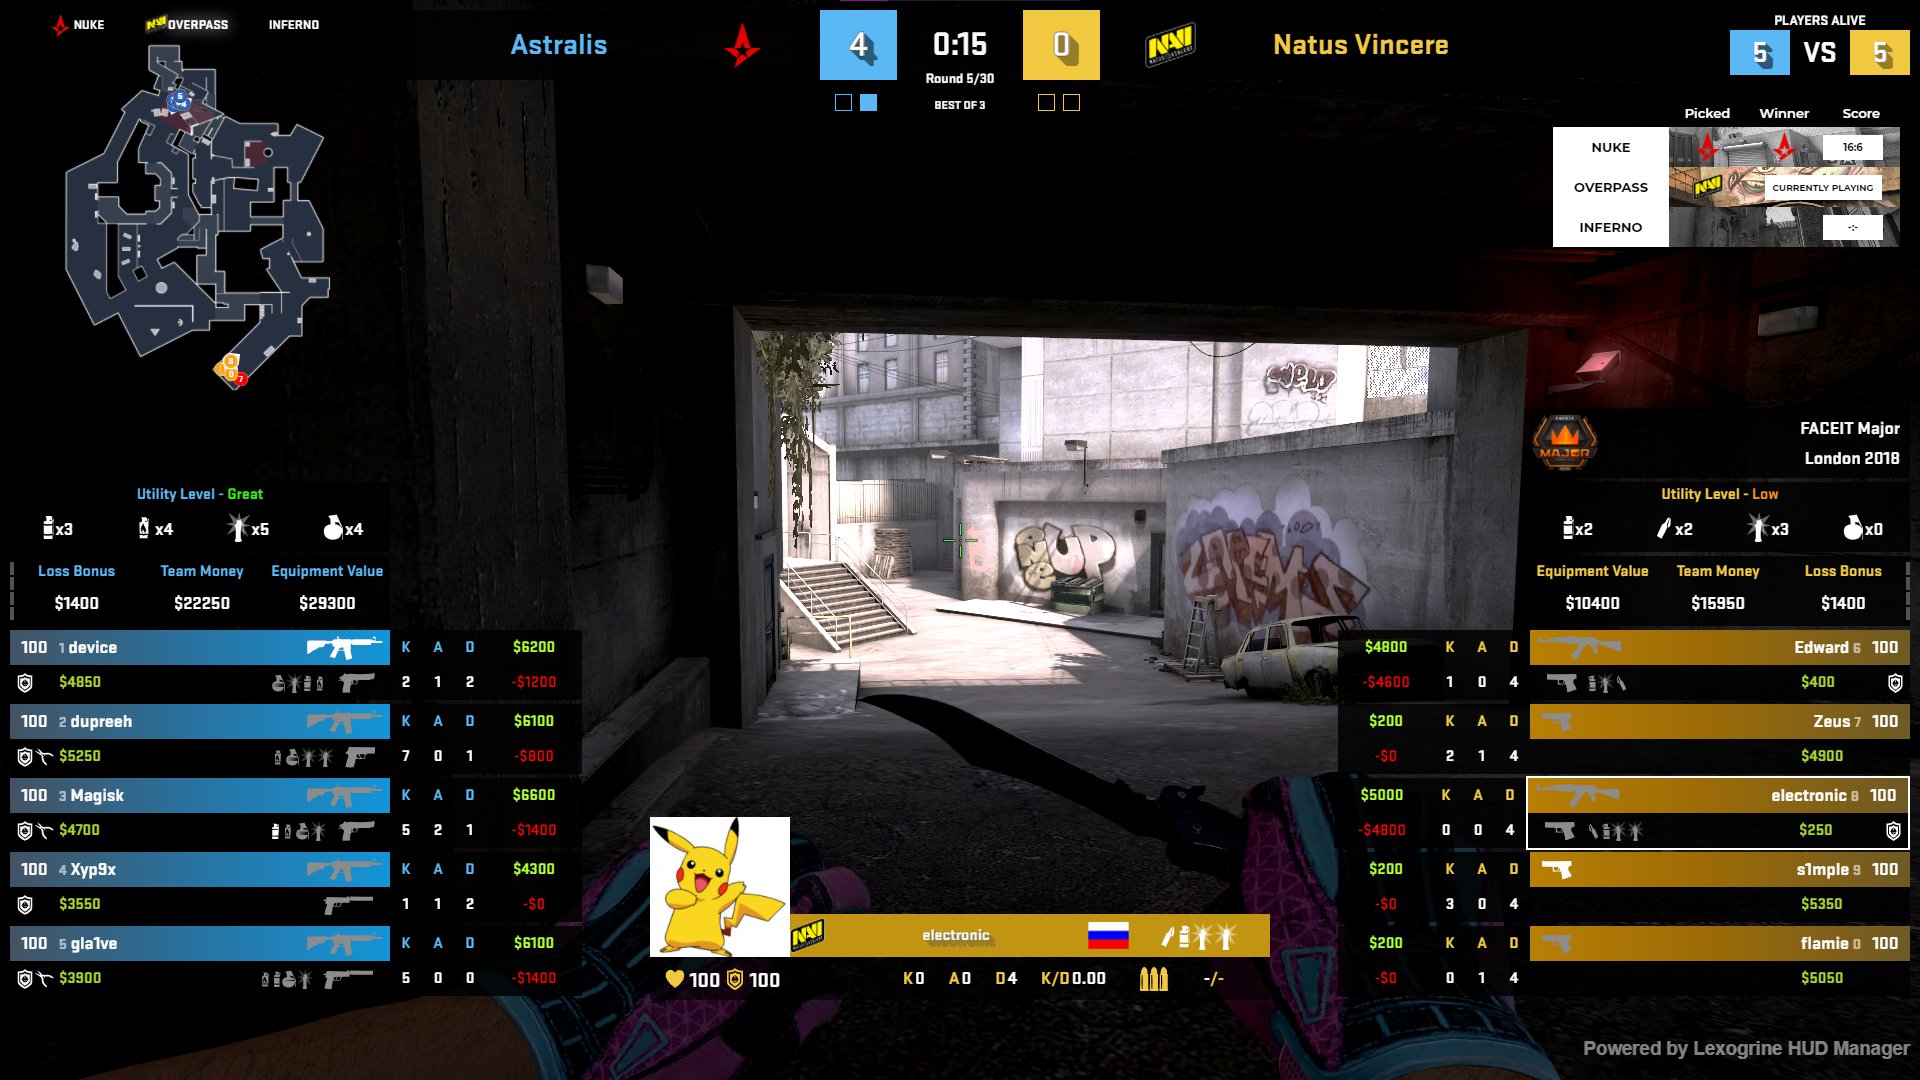 NUKE OVERPASS INFERNO
Astralis 4 0:15 0 Natus Vincere
Round 5/30
BEST OF 3
PLAYERS ALIVE
5 VS 5
Picked Winner Score
NUKE 16:6
OVERPASS CURRENTLY PLAYING
INFERNO -:-
FACEIT Major
London 2018
MAJOR
Utility Level - Great
x3 x4 x5 x4
Loss Bonus Team Money Equipment Value
$1400 $22250 $29300
100 1 device K A D $6200
$4850 2 1 2 -$1200
100 2 dupreeh K A D $6100
$5250 7 0 1 -$800
100 3 Magisk K A D $6600
$4700 5 2 1 -$1400
100 4 Xyp9x K A D $4300
$3550 1 1 2 -$0
100 5 gla1ve K A D $6100
$3900 5 0 0 -$1400
Utility Level - Low
x2 x2 x3 x0
Equipment Value Team Money Loss Bonus
$10400 $15950 $1400
$4800 K A D Edward 6 100
-$4600 1 0 4 $400
$200 K A D Zeus 7 100
-$0 2 1 4 $4900
$5000 K A D electronic 8 100
-$4800 0 0 4 $250
$200 K A D s1mple 9 100
-$0 3 0 4 $5350
$200 K A D flamie 0 100
-$0 0 1 4 $5050
NAVI electronic
100 100 K 0 A 0 D 4 K/D 0.00 -/-
Powered by Lexogrine HUD Manager